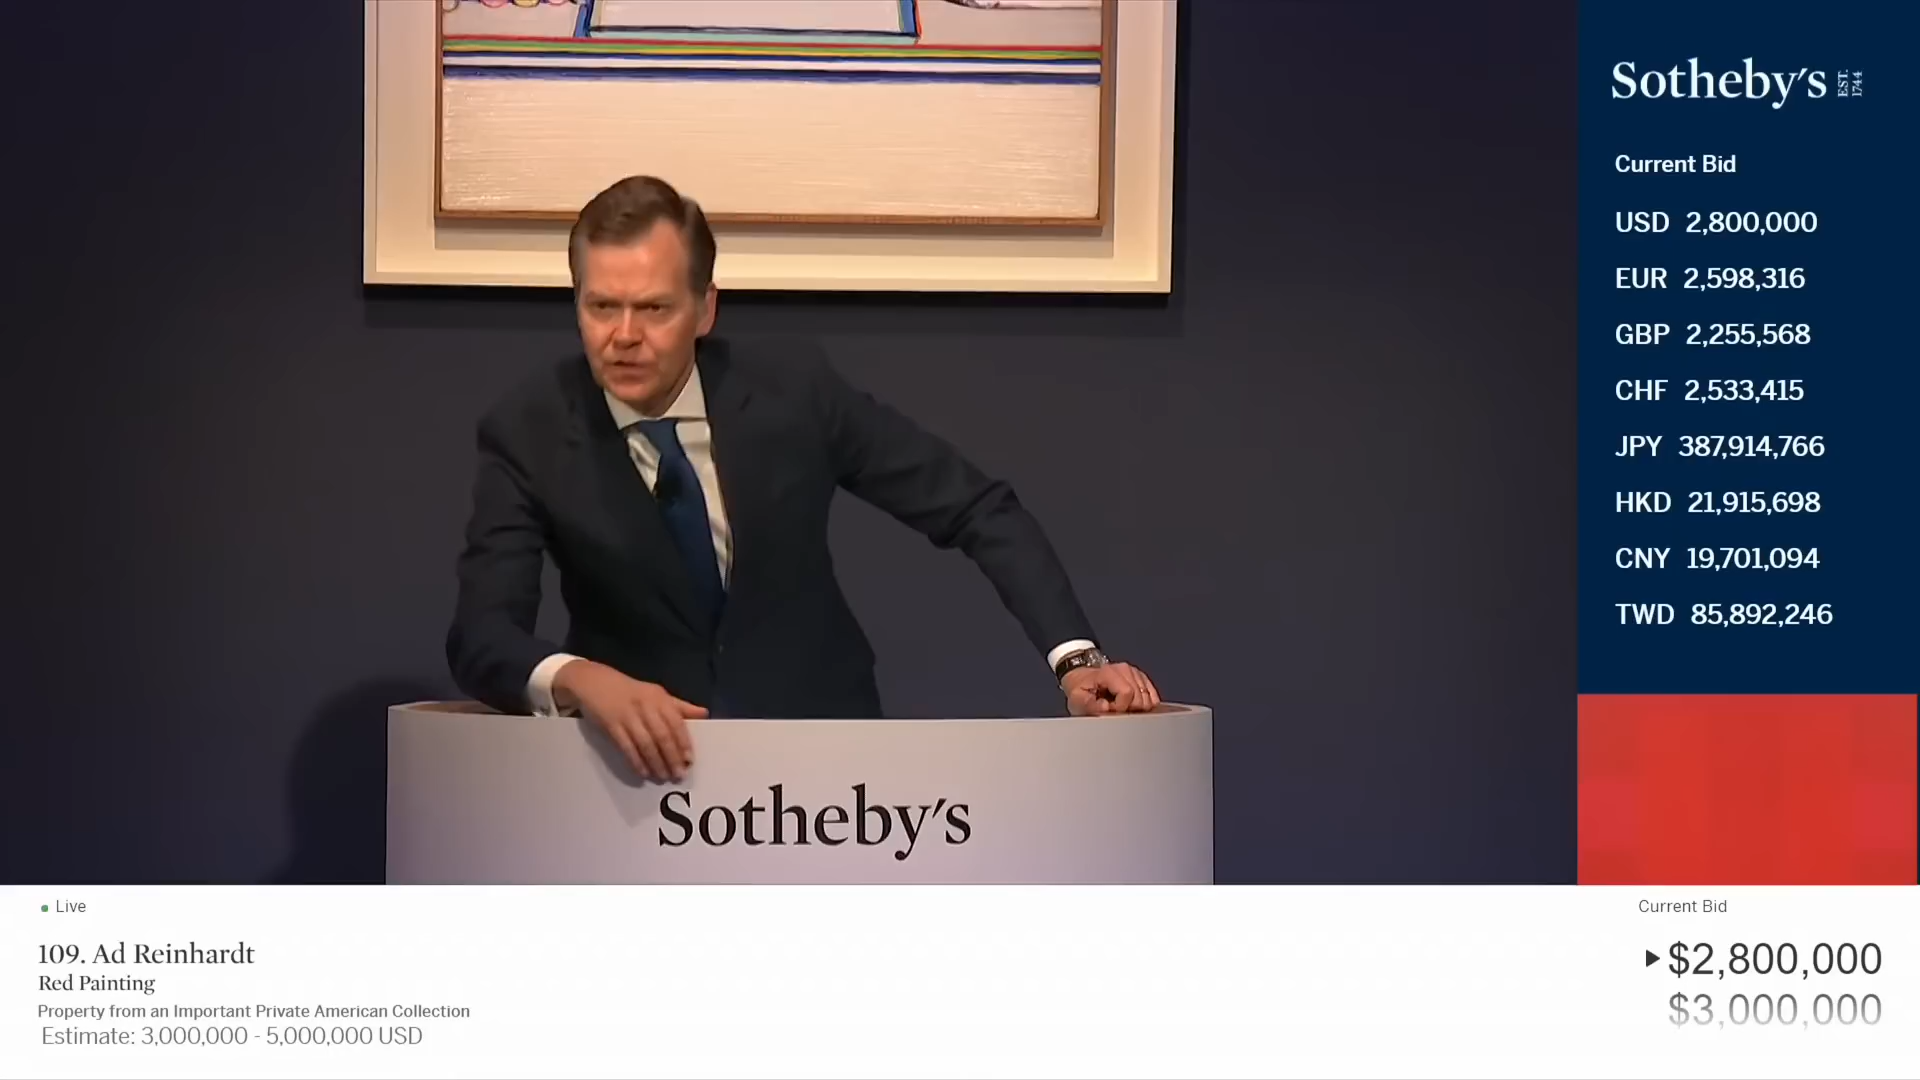 Sotheby's EST. 1744
Current Bid
USD 2,800,000
EUR 2,598,316
GBP 2,255,568
CHF 2,533,415
JPY 387,914,766
HKD 21,915,698
CNY 19,701,094
TWD 85,892,246
Sotheby's
Live
109. Ad Reinhardt
Red Painting
Property from an Important Private American Collection
Estimate: 3,000,000 - 5,000,000 USD
Current Bid
$2,800,000
$3,000,000